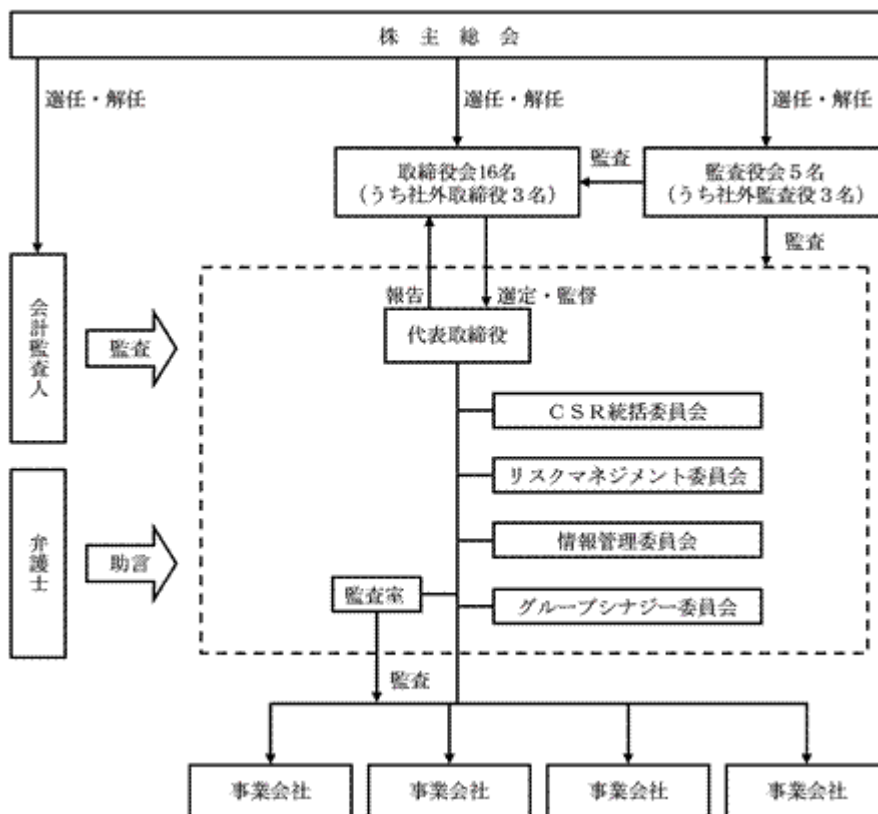 株主総会
選任・解任
選任・解任
選任・解任
取締役会16名
(うち社外取締役3名)
監査
監査役会5名
(うち社外監査役3名)
監査
報告
選定・監督
代表取締役
会計監査人
監査
CSR統括委員会
リスクマネジメント委員会
弁護士
助言
情報管理委員会
監査室
グループシナジー委員会
監査
事業会社
事業会社
事業会社
事業会社